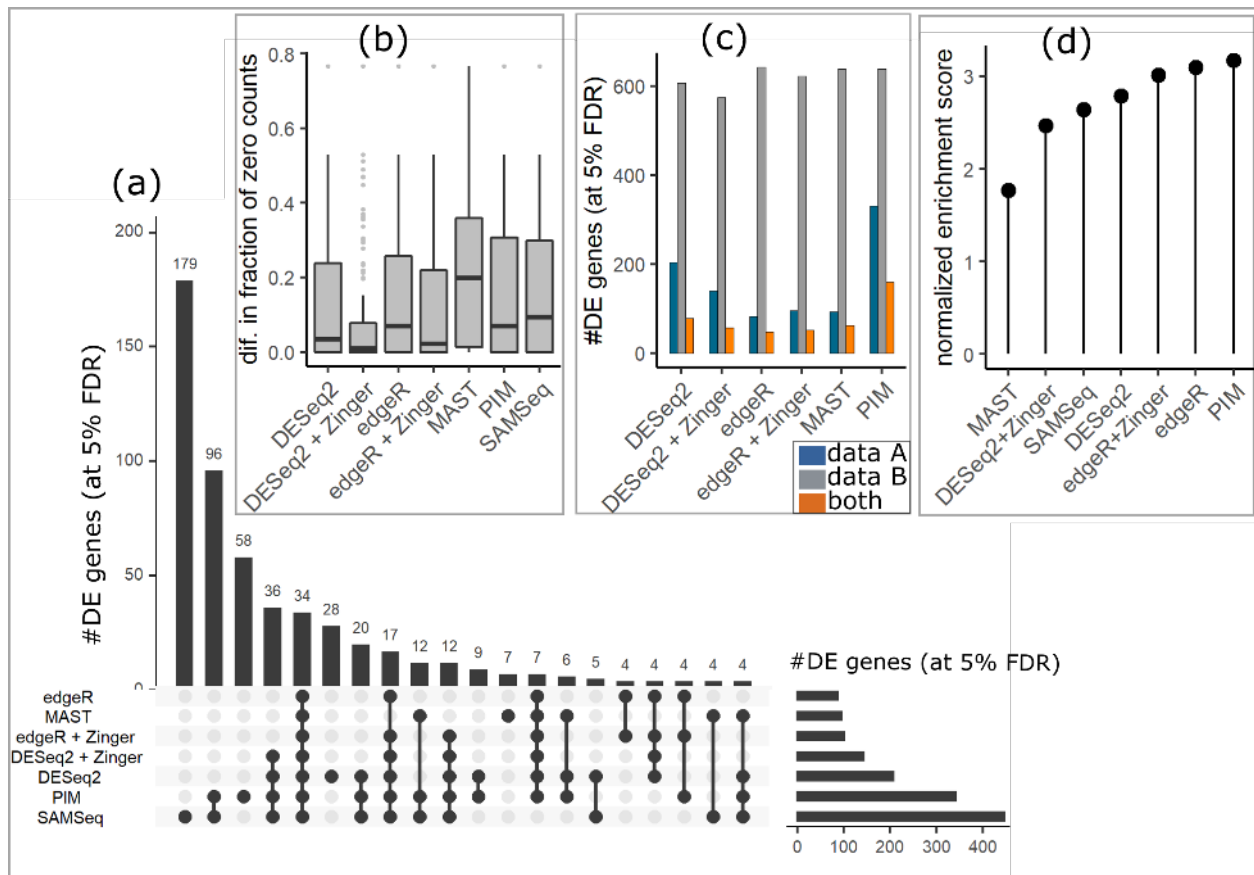 (a)
#DE genes (at 5% FDR)
200
150
100
50
0
179
96
58
36
34
28
20
17
12
12
9
7
7
6
5
4
4
4
4
4
edgeR
MAST
edgeR + Zinger
DESeq2 + Zinger
DESeq2
PIM
SAMSeq
#DE genes (at 5% FDR)
0 100 200 300 400
(b)
dif. in fraction of zero counts
0.8
0.6
0.4
0.2
0.0
DESeq2
DESeq2 + Zinger
edgeR
edgeR + Zinger
MAST
PIM
SAMSeq
(c)
#DE genes (at 5% FDR)
600
400
200
0
DESeq2
DESeq2 + Zinger
edgeR
edgeR + Zinger
MAST
PIM
data A
data B
both
(d)
normalized enrichment score
3
2
1
0
MAST
DESeq2+Zinger
SAMSeq
DESeq2
edgeR+Zinger
edgeR
PIM